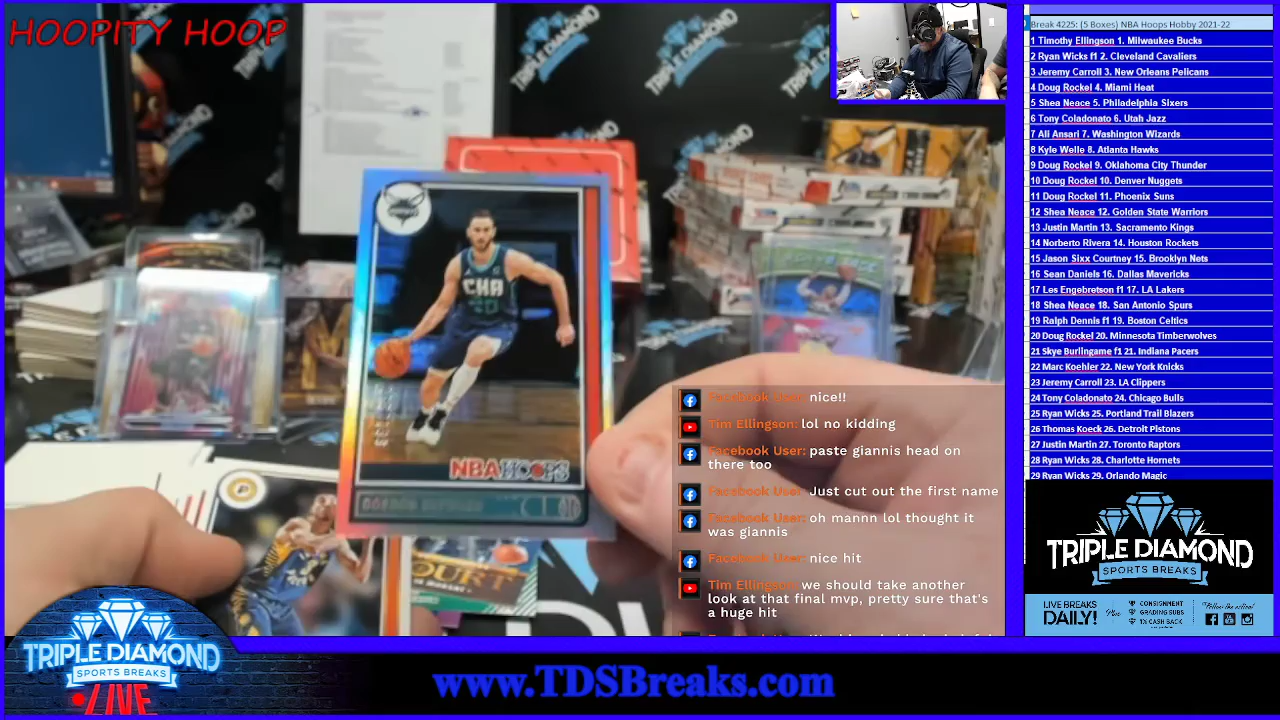 HOOPITY HOOP
TRIPLE DIAMOND
CHA
20
NBA HOOPS
COURT
Facebook User: nice!!
Tim Ellingson: lol no kidding
Facebook User: paste giannis head on
there too
Facebook User: Just cut out the first name
Facebook User: oh mannn lol thought it
was giannis
Facebook User: nice hit
Tim Ellingson: we should take another
look at that final mvp, pretty sure that's
a huge hit
Break 4225: (5 Boxes) NBA Hoops Hobby 2021-22
1 Timothy Ellingson 1. Milwaukee Bucks
2 Ryan Wicks f1 2. Cleveland Cavaliers
3 Jeremy Carroll 3. New Orleans Pelicans
4 Doug Rockel 4. Miami Heat
5 Shea Neace 5. Philadelphia Sixers
6 Tony Coladonato 6. Utah Jazz
7 Ali Ansari 7. Washington Wizards
8 Kyle Welle 8. Atlanta Hawks
9 Doug Rockel 9. Oklahoma City Thunder
10 Doug Rockel 10. Denver Nuggets
11 Doug Rockel 11. Phoenix Suns
12 Shea Neace 12. Golden State Warriors
13 Justin Martin 13. Sacramento Kings
14 Norberto Rivera 14. Houston Rockets
15 Jason Sixx Courtney 15. Brooklyn Nets
16 Sean Daniels 16. Dallas Mavericks
17 Les Engebretson f1 17. LA Lakers
18 Shea Neace 18. San Antonio Spurs
19 Ralph Dennis f1 19. Boston Celtics
20 Doug Rockel 20. Minnesota Timberwolves
21 Skye Burlingame f1 21. Indiana Pacers
22 Marc Koehler 22. New York Knicks
23 Jeremy Carroll 23. LA Clippers
24 Tony Coladonato 24. Chicago Bulls
25 Ryan Wicks 25. Portland Trail Blazers
26 Thomas Koeck 26. Detroit Pistons
27 Justin Martin 27. Toronto Raptors
28 Ryan Wicks 28. Charlotte Hornets
29 Ryan Wicks 29. Orlando Magic
TRIPLE DIAMOND
SPORTS BREAKS
LIVE BREAKS
DAILY!
Plus
CONSIGNMENT
GRADING SUBS
1% CASH BACK
Follow the action!
TRIPLE DIAMOND
SPORTS BREAKS
LIVE
www.TDSBreaks.com